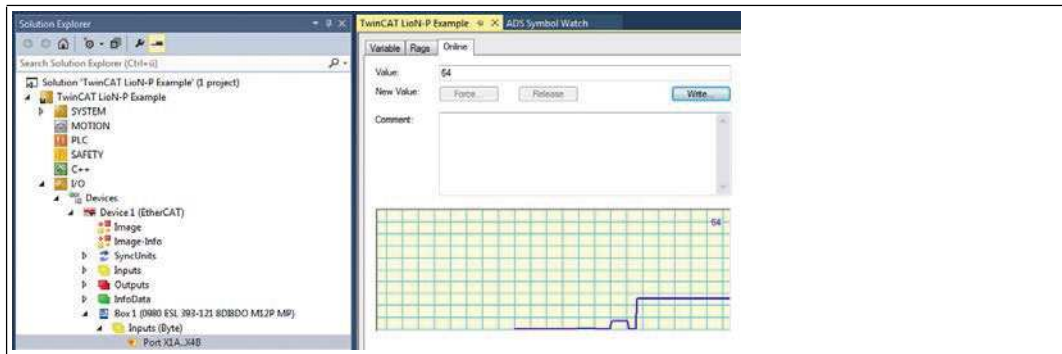 Solution Explorer
Search Solution Explorer (Ctrl+ü)
Solution 'TwinCAT LioN-P Example' (1 project)
TwinCAT LioN-P Example
SYSTEM
MOTION
PLC
SAFETY
C++
I/O
Devices
Device 1 (EtherCAT)
Image
Image-Info
SyncUnits
Inputs
Outputs
InfoData
Box 1 (0980 ESL 393-121 8DI8DO M12P MP)
Inputs (Byte)
Port X1A..X4B
TwinCAT LioN-P Example ADS Symbol Watch
Variable Flags Online
Value: 64
New Value: Force... Release Write...
Comment:
64